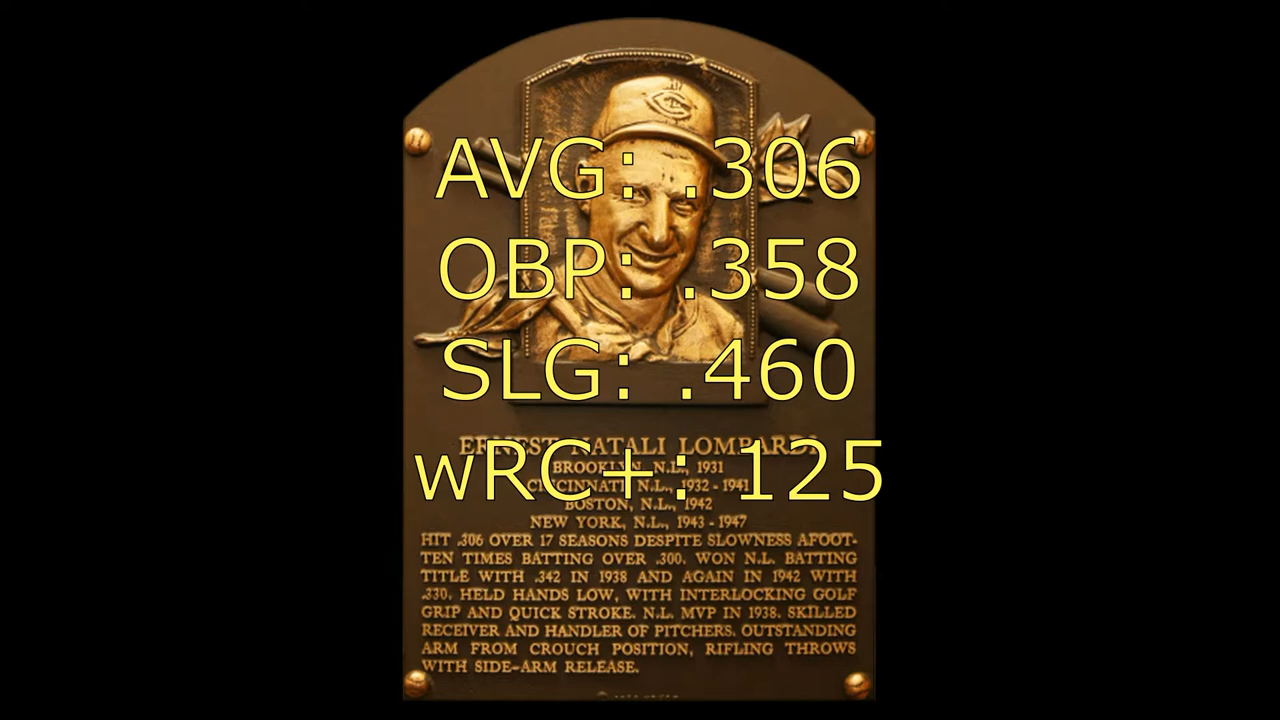 AVG: .306
OBP: .358
SLG: .460
wRC+: 125
ERNEST NATALI LOMBARDI
BROOKLYN, N.L., 1931
CINCINNATI N.L., 1932 - 1941
BOSTON, N.L., 1942
NEW YORK, N.L., 1943 - 1947
HIT .306 OVER 17 SEASONS DESPITE SLOWNESS AFOOT-
TEN TIMES BATTING OVER .300. WON N.L. BATTING
TITLE WITH .342 IN 1938 AND AGAIN IN 1942 WITH
.330. HELD HANDS LOW, WITH INTERLOCKING GOLF
GRIP AND QUICK STROKE. N.L. MVP IN 1938. SKILLED
RECEIVER AND HANDLER OF PITCHERS. OUTSTANDING
ARM FROM CROUCH POSITION, RIFLING THROWS
WITH SIDE-ARM RELEASE.